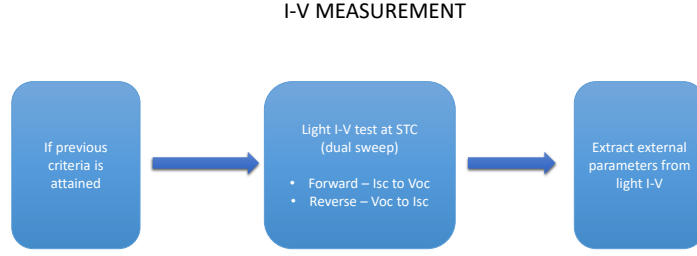 I-V MEASUREMENT
If previous
criteria is
attained
Light I-V test at STC
(dual sweep)
• Forward – Isc to Voc
• Reverse – Voc to Isc
Extract external
parameters from
light I-V